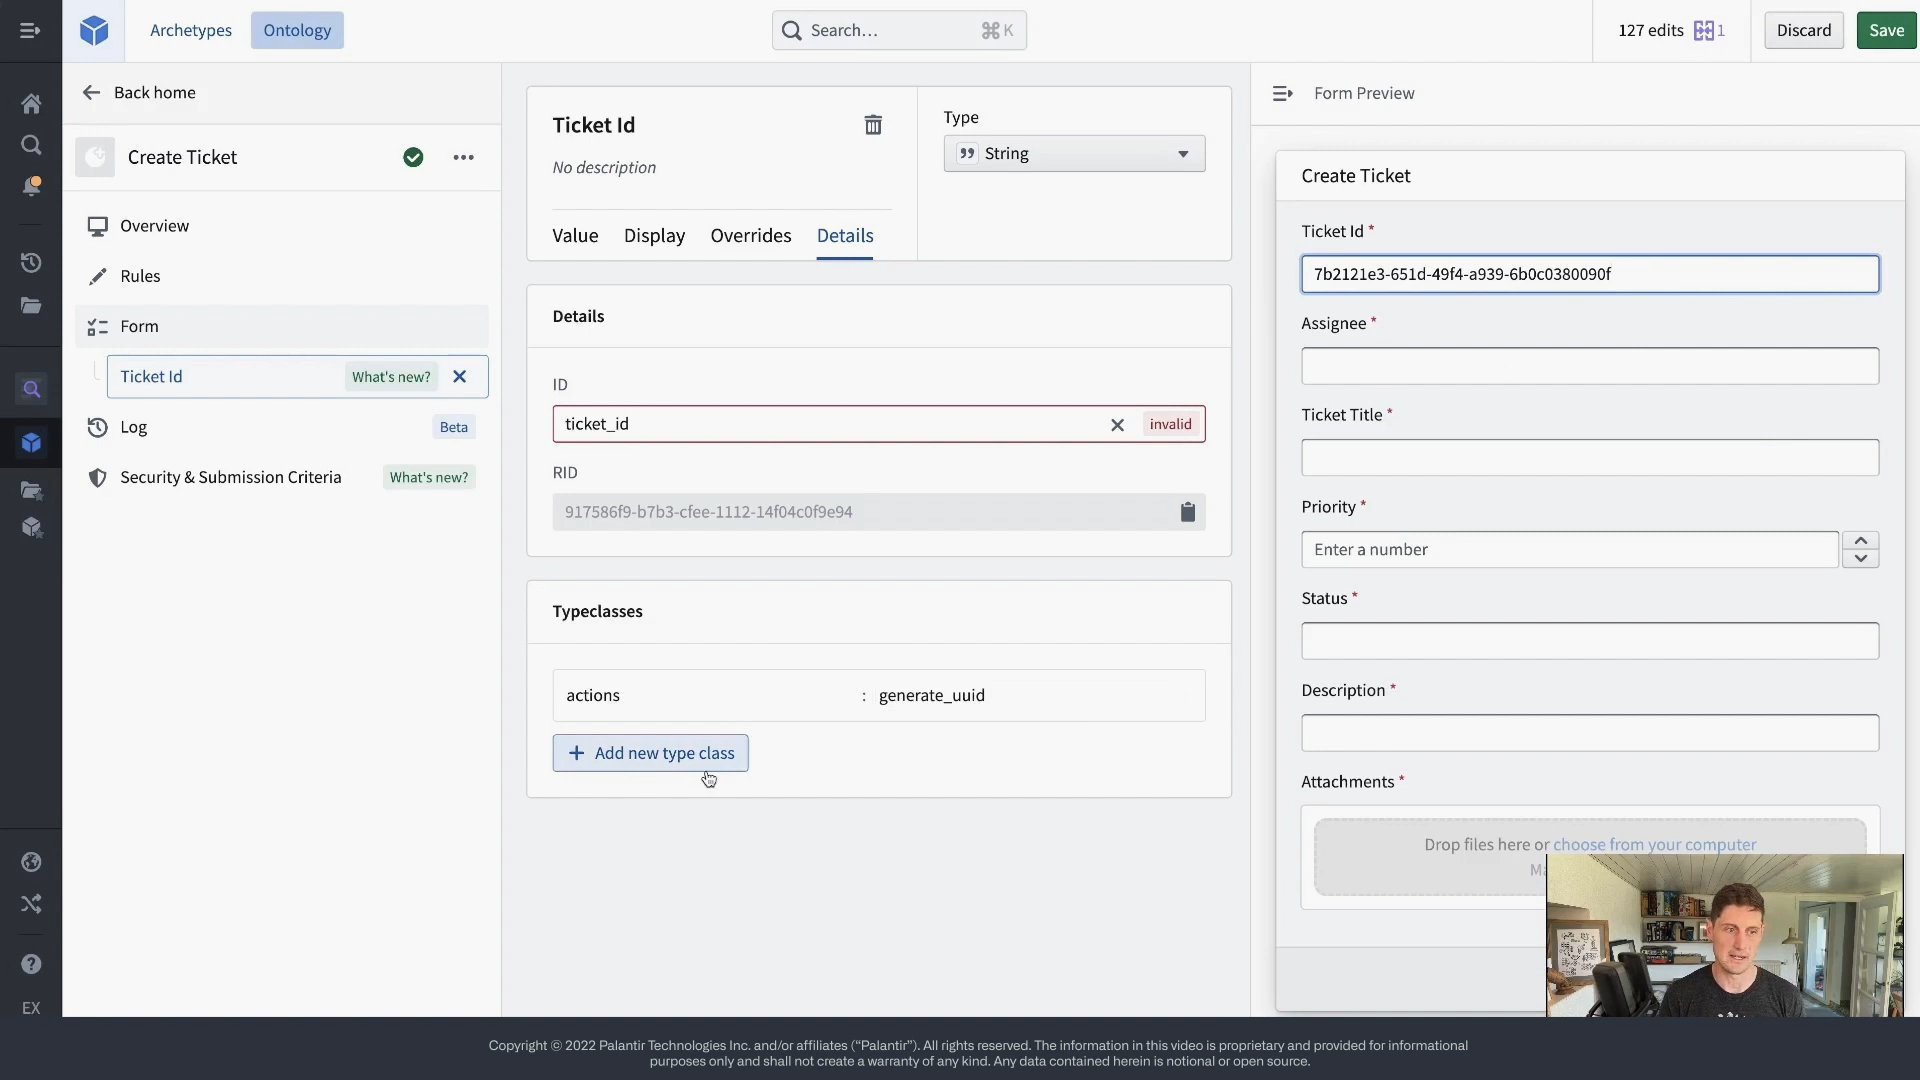 Archetypes
Ontology
Search...
⌘K
127 edits
1
Discard
Save
Back home
Create Ticket
Overview
Rules
Form
Ticket Id
What's new?
Log
Beta
Security & Submission Criteria
What's new?
EX
Ticket Id
No description
Value
Display
Overrides
Details
Type
String
Details
ID
ticket_id
invalid
RID
917586f9-b7b3-cfee-1112-14f04c0f9e94
Typeclasses
actions : generate_uuid
+ Add new type class
Form Preview
Create Ticket
Ticket Id *
7b2121e3-651d-49f4-a939-6b0c0380090f
Assignee *
Ticket Title *
Priority *
Enter a number
Status *
Description *
Attachments *
Drop files here or choose from your computer
Copyright © 2022 Palantir Technologies Inc. and/or affiliates (“Palantir”). All rights reserved. The information in this video is proprietary and provided for informational
purposes only and shall not create a warranty of any kind. Any data contained herein is notional or open source.